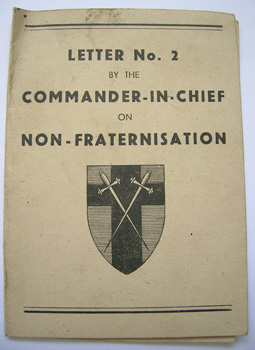 LETTER No. 2
BY THE
COMMANDER-IN-CHIEF
ON
NON-FRATERNISATION